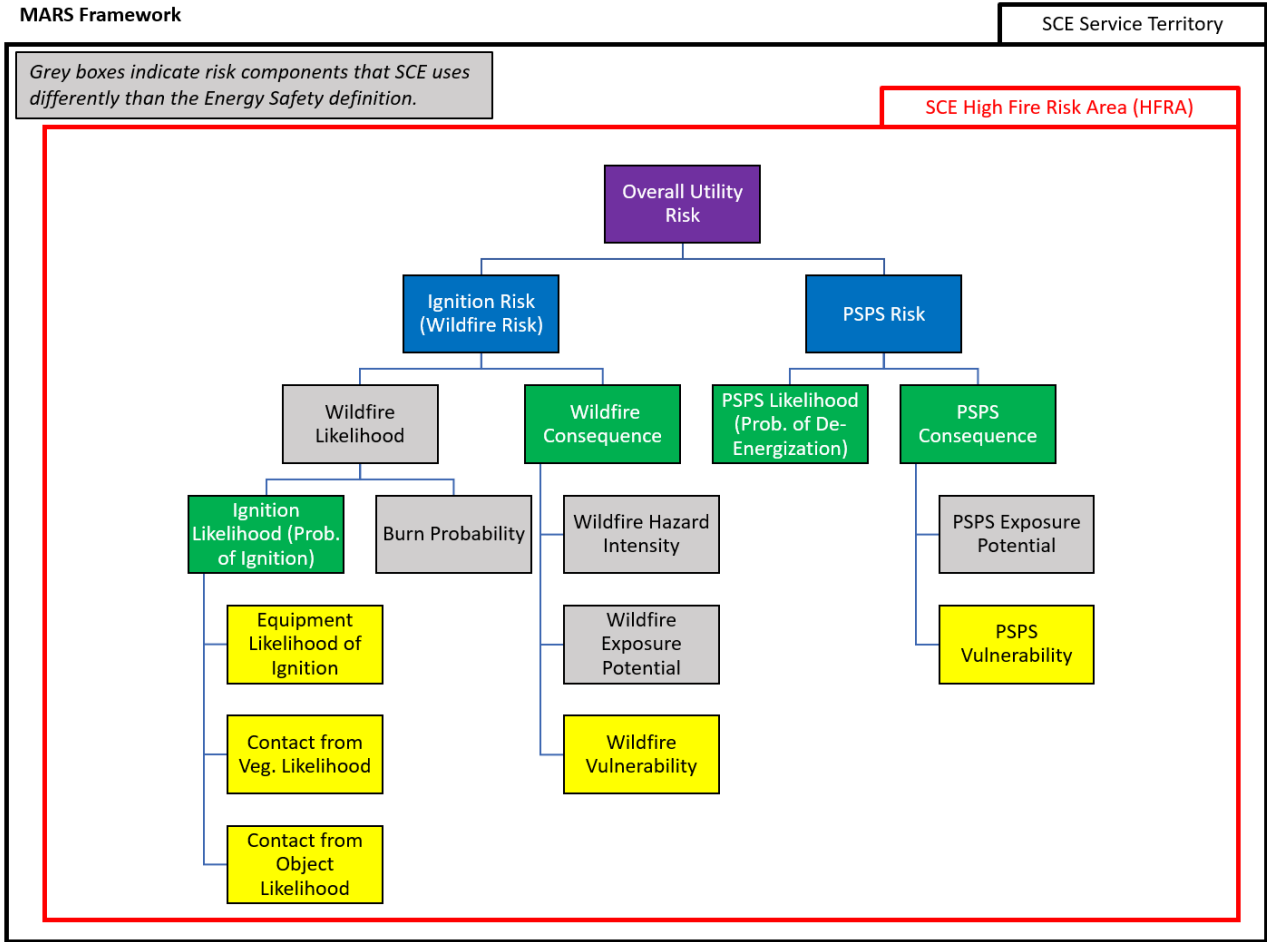 MARS Framework
SCE Service Territory
Grey boxes indicate risk components that SCE uses
differently than the Energy Safety definition.
SCE High Fire Risk Area (HFRA)
Overall Utility
Risk
Ignition Risk
(Wildfire Risk)
PSPS Risk
Wildfire
Likelihood
Wildfire
Consequence
PSPS Likelihood
(Prob. of De-
Energization)
PSPS
Consequence
Ignition
Likelihood (Prob.
of Ignition)
Burn Probability
Wildfire Hazard
Intensity
PSPS Exposure
Potential
Equipment
Likelihood of
Ignition
Wildfire
Exposure
Potential
PSPS
Vulnerability
Contact from
Veg. Likelihood
Wildfire
Vulnerability
Contact from
Object
Likelihood